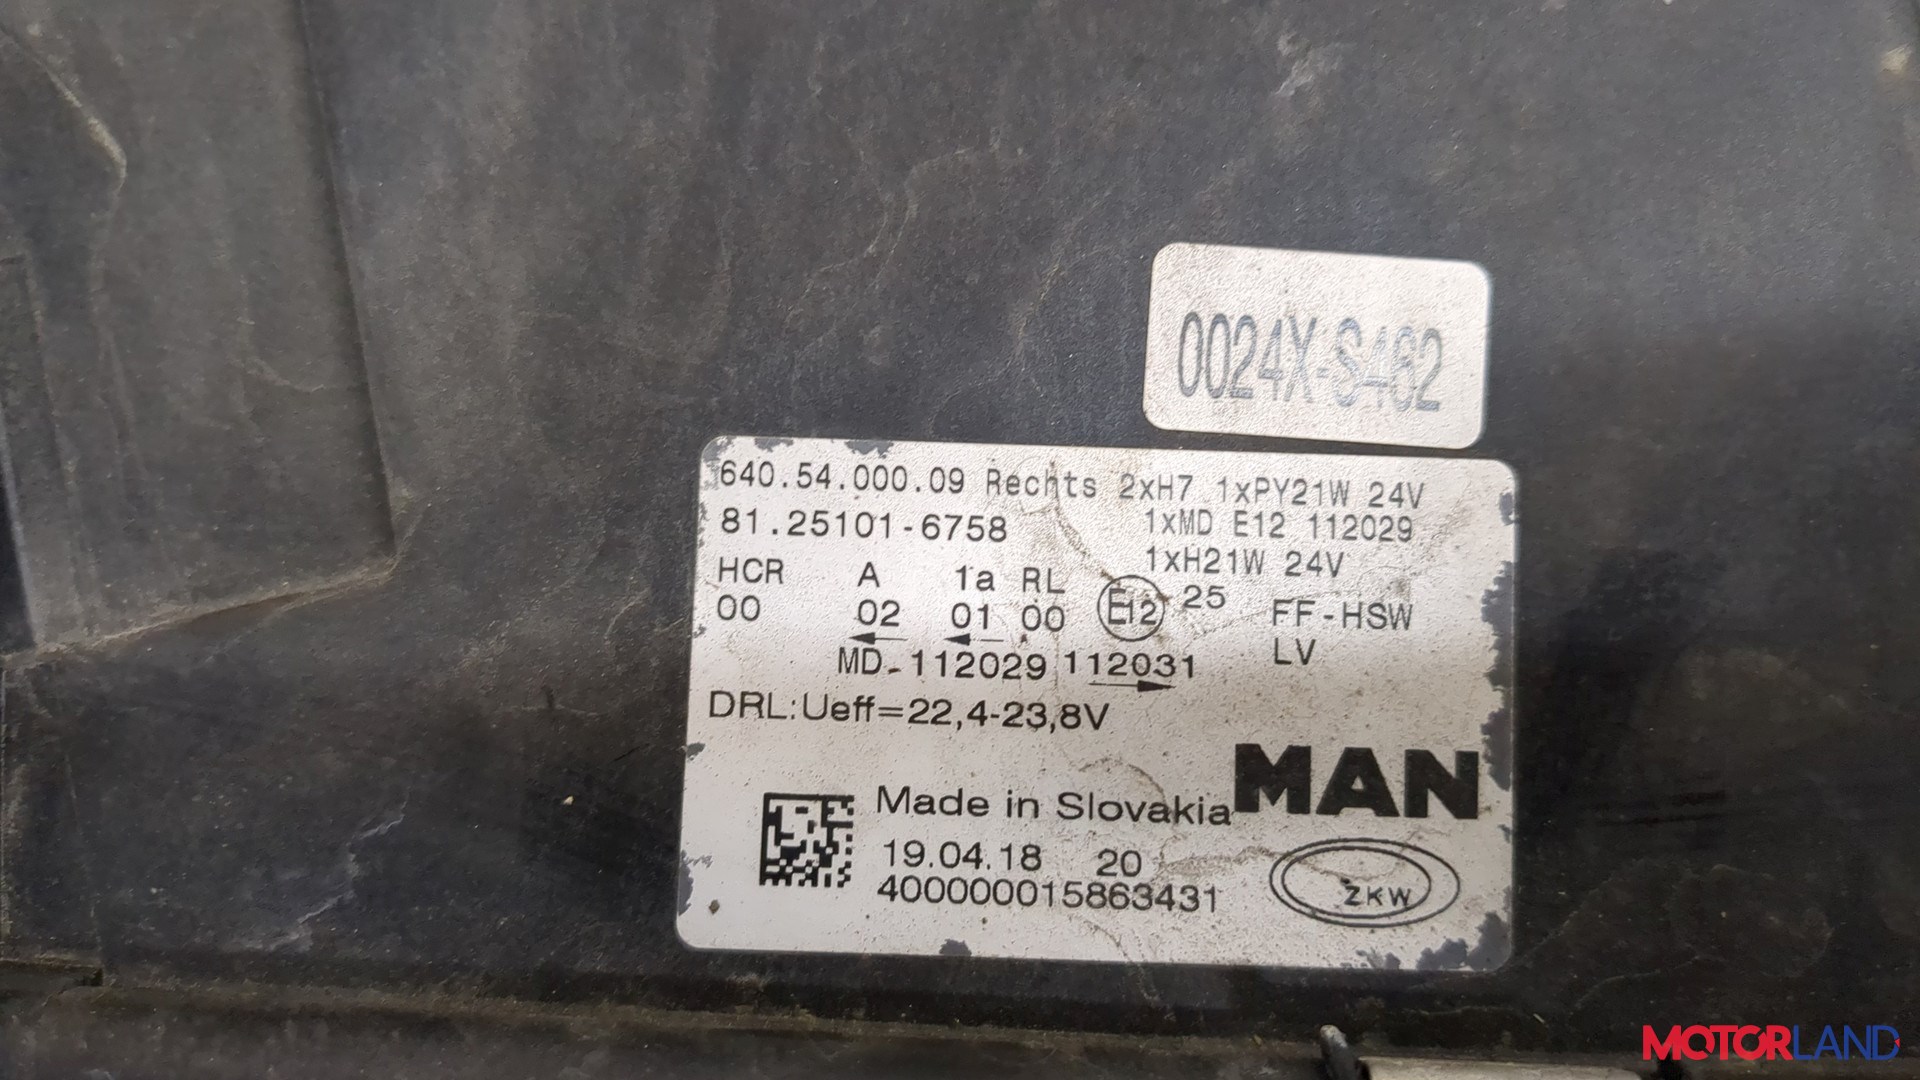 0024X-S462
640.54.000.09 Rechts 2xH7 1xPY21W 24V
81.25101-6758 1xMD E12 112029
1xH21W 24V
HCR A 1a RL
00 02 01 00 E12 25 FF-HSW
MD-112029 112031 LV
DRL:Ueff=22,4-23,8V
MAN
Made in Slovakia
19.04.18 20
400000015863431
ZKW
MOTORLAND